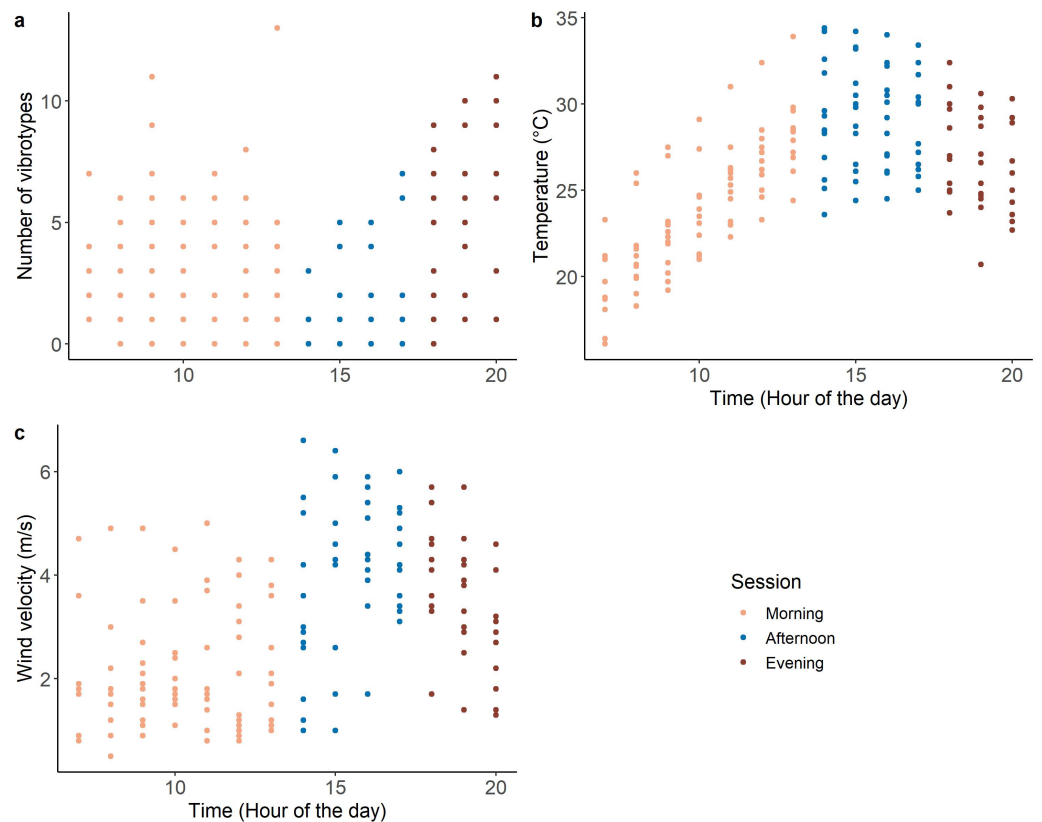 a
Number of vibrotypes
10
5
0
10
15
20
b
Temperature (°C)
35
30
25
20
10
15
20
Time (Hour of the day)
c
Wind velocity (m/s)
6
4
2
10
15
20
Time (Hour of the day)
Session
Morning
Afternoon
Evening